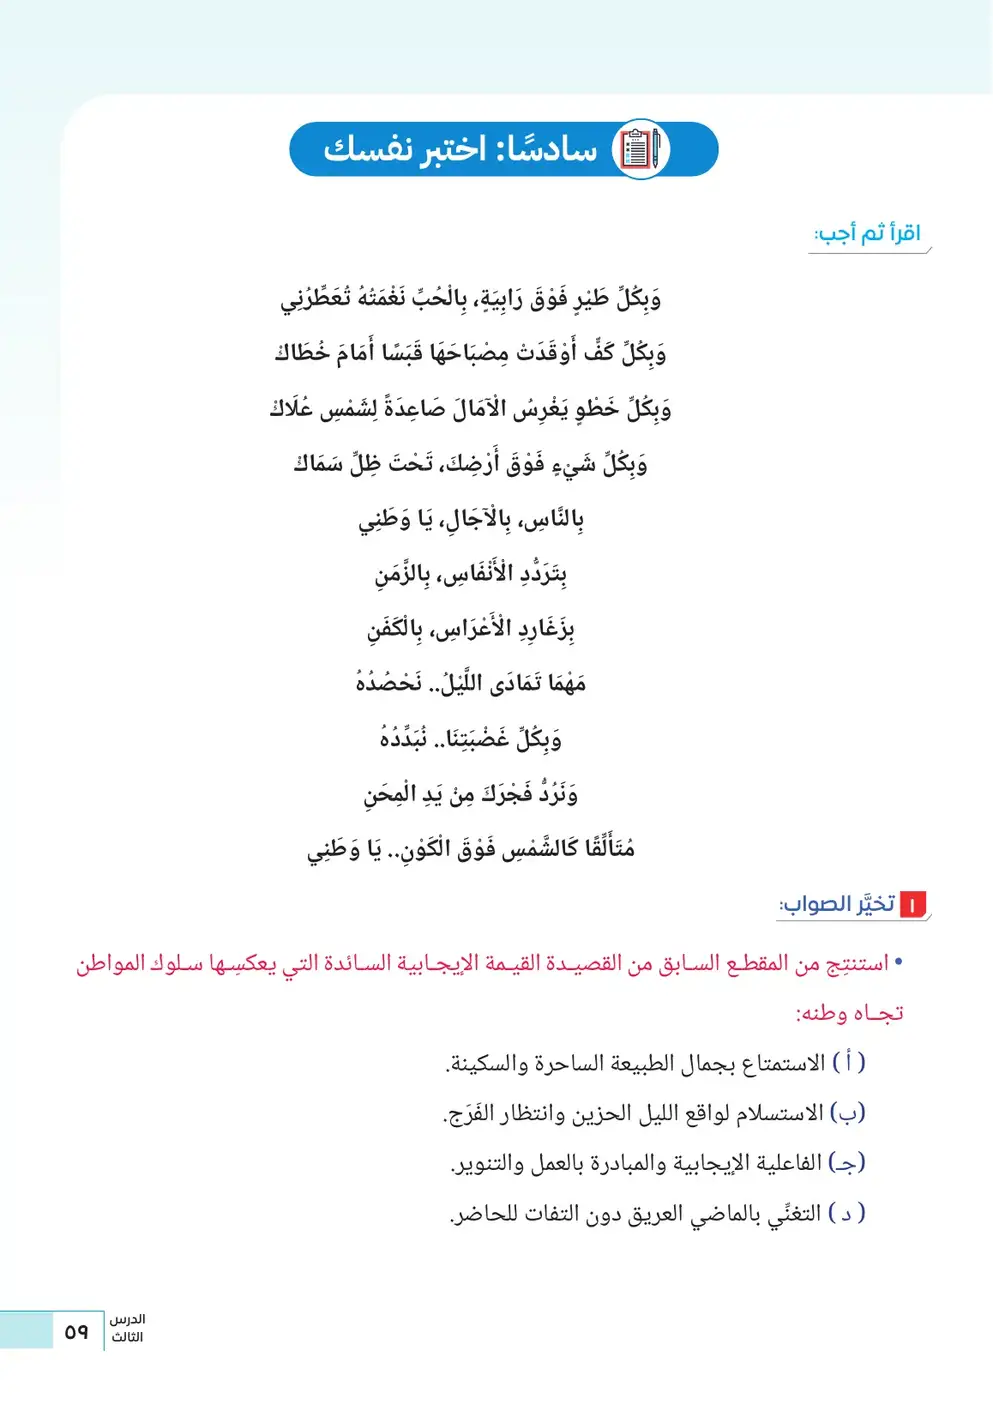 سادسًا: اختبر نفسك
اقرأ ثم أجب:
وَبِكُلِّ طَيْرٍ فَوْقَ رَابِيَةٍ، بِالْحُبِّ نَغْمَتُهُ تُعَطِّرُنِي
وَبِكُلِّ كَفٍّ أَوْقَدَتْ مِصْبَاحَهَا قَبَسًا أَمَامَ خُطَاكْ
وَبِكُلِّ خَطْوٍ يَغْرِسُ الْآمَالَ صَاعِدَةً لِشَمْسِ عُلَاكْ
وَبِكُلِّ شَيْءٍ فَوْقَ أَرْضِكَ، تَحْتَ ظِلِّ سَمَاكْ
بِالنَّاسِ، بِالْآجَالِ، يَا وَطَنِي
بِتَرَدُّدِ الْأَنْفَاسِ، بِالزَّمَنِ
بِزَغَارِدِ الْأَعْرَاسِ، بِالْكَفَنِ
مَهْمَا تَمَادَى اللَّيْلُ.. نَحْصُدُهُ
وَبِكُلِّ غَضْبَتِنَا.. نُبَدِّدُهُ
وَنَرُدُّ فَجْرَكَ مِنْ يَدِ الْمِحَنِ
مُتَأَلِّقًا كَالشَّمْسِ فَوْقَ الْكَوْنِ.. يَا وَطَنِي
١ تخيَّر الصواب:
• استنتِج من المقطع السابق من القصيدة القيمة الإيجابية السائدة التي يعكسِها سلوك المواطن
تجاه وطنه:
( أ ) الاستمتاع بجمال الطبيعة الساحرة والسكينة.
(ب) الاستسلام لواقع الليل الحزين وانتظار الفَرَج.
(جـ) الفاعلية الإيجابية والمبادرة بالعمل والتنوير.
( د ) التغنِّي بالماضي العريق دون التفات للحاضر.
الدرس
الثالث
٥٩